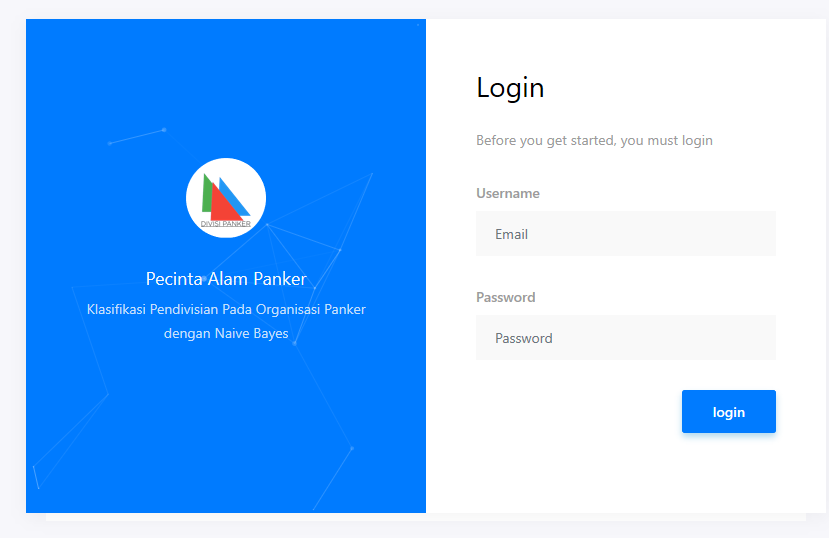 DIVISI PANKER
Pecinta Alam Panker
Klasifikasi Pendivisian Pada Organisasi Panker
dengan Naive Bayes
Login
Before you get started, you must login
Username
Email
Password
Password
login